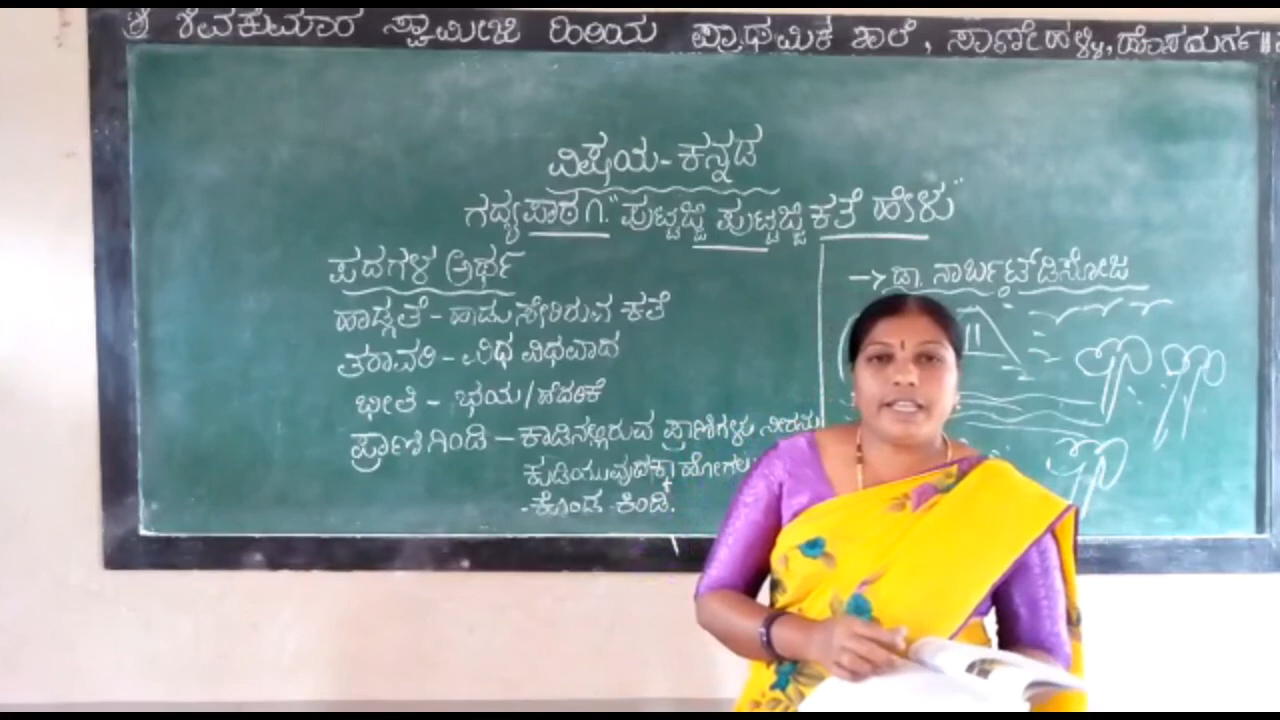 ಶ್ರೀ ಶಿವಕುಮಾರ ಸ್ವಾಮೀಜಿ ಹಿರಿಯ ಪ್ರಾಥಮಿಕ ಶಾಲೆ, ಸಾಣೇಹಳ್ಳಿ, ಹೊಸದುರ್ಗ ||
ವಿಷಯ - ಕನ್ನಡ
ಗದ್ಯಪಾಠ ೧. "ಪುಟ್ಟಜ್ಜಿ ಪುಟ್ಟಜ್ಜಿ ಕತೆ ಹೇಳು"
→ ಡಾ. ನಾರ್ಬಟ್ ಡಿಸೋಜ
ಪದಗಳ ಅರ್ಥ
ಹಾಡ್ಗತೆ - ಹಾಡು ಸೇರಿರುವ ಕತೆ
ತರಾವರಿ - ವಿಧ ವಿಧವಾದ
ಭೀತಿ - ಭಯ/ಹೆದರಿಕೆ
ಪ್ರಾಣಿಗಿಂಡಿ - ಕಾಡಿನಲ್ಲಿರುವ ಪ್ರಾಣಿಗಳು ನೀರನ್ನು
ಕುಡಿಯುವುದಕ್ಕೆ ಹೋಗಲು
-ಕೊಂಡ ಕಿಂಡಿ.